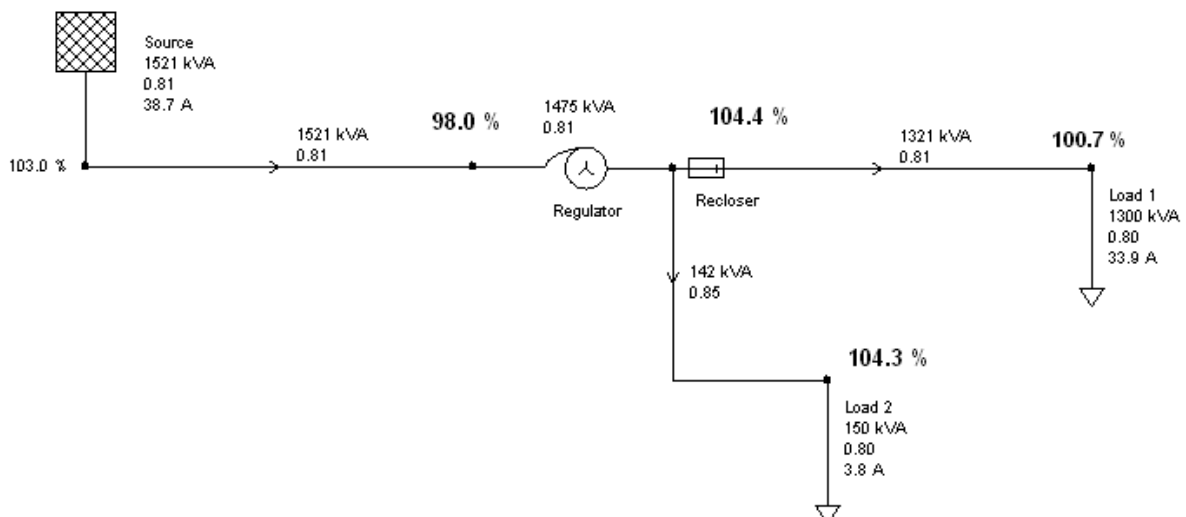 Source
1521 kVA
0.81
38.7 A
103.0 %
1521 kVA
0.81
98.0 %
1475 kVA
0.81
Regulator
104.4 %
Recloser
1321 kVA
0.81
100.7 %
Load 1
1300 kVA
0.80
33.9 A
142 kVA
0.85
104.3 %
Load 2
150 kVA
0.80
3.8 A